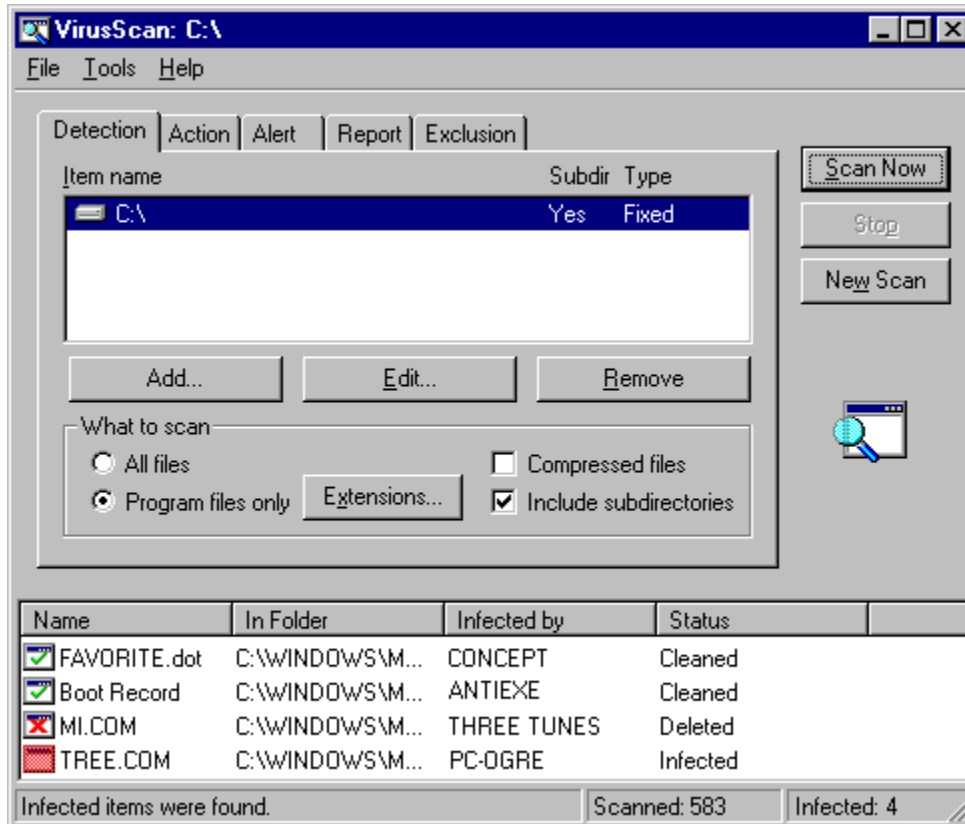 VirusScan: C:\
File Tools Help
Detection Action Alert Report Exclusion
Item name Subdir Type
C:\ Yes Fixed
Scan Now
Stop
New Scan
Add... Edit... Remove
What to scan
All files Compressed files
Program files only Extensions... Include subdirectories
Name In Folder Infected by Status
FAVORITE.dot C:\WINDOWS\M... CONCEPT Cleaned
Boot Record C:\WINDOWS\M... ANTIEXE Cleaned
MI.COM C:\WINDOWS\M... THREE TUNES Deleted
TREE.COM C:\WINDOWS\M... PC-OGRE Infected
Infected items were found. Scanned: 583 Infected: 4